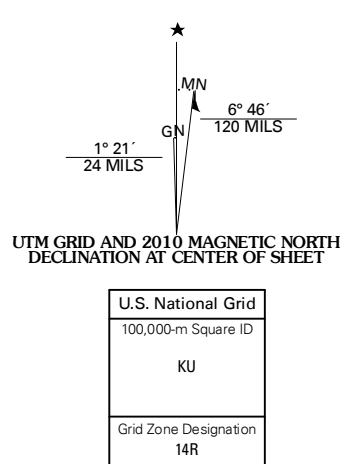 ★
MN
6° 46´
120 MILS
GN
1° 21´
24 MILS
UTM GRID AND 2010 MAGNETIC NORTH
DECLINATION AT CENTER OF SHEET
U.S. National Grid
100,000-m Square ID
KU
Grid Zone Designation
14R